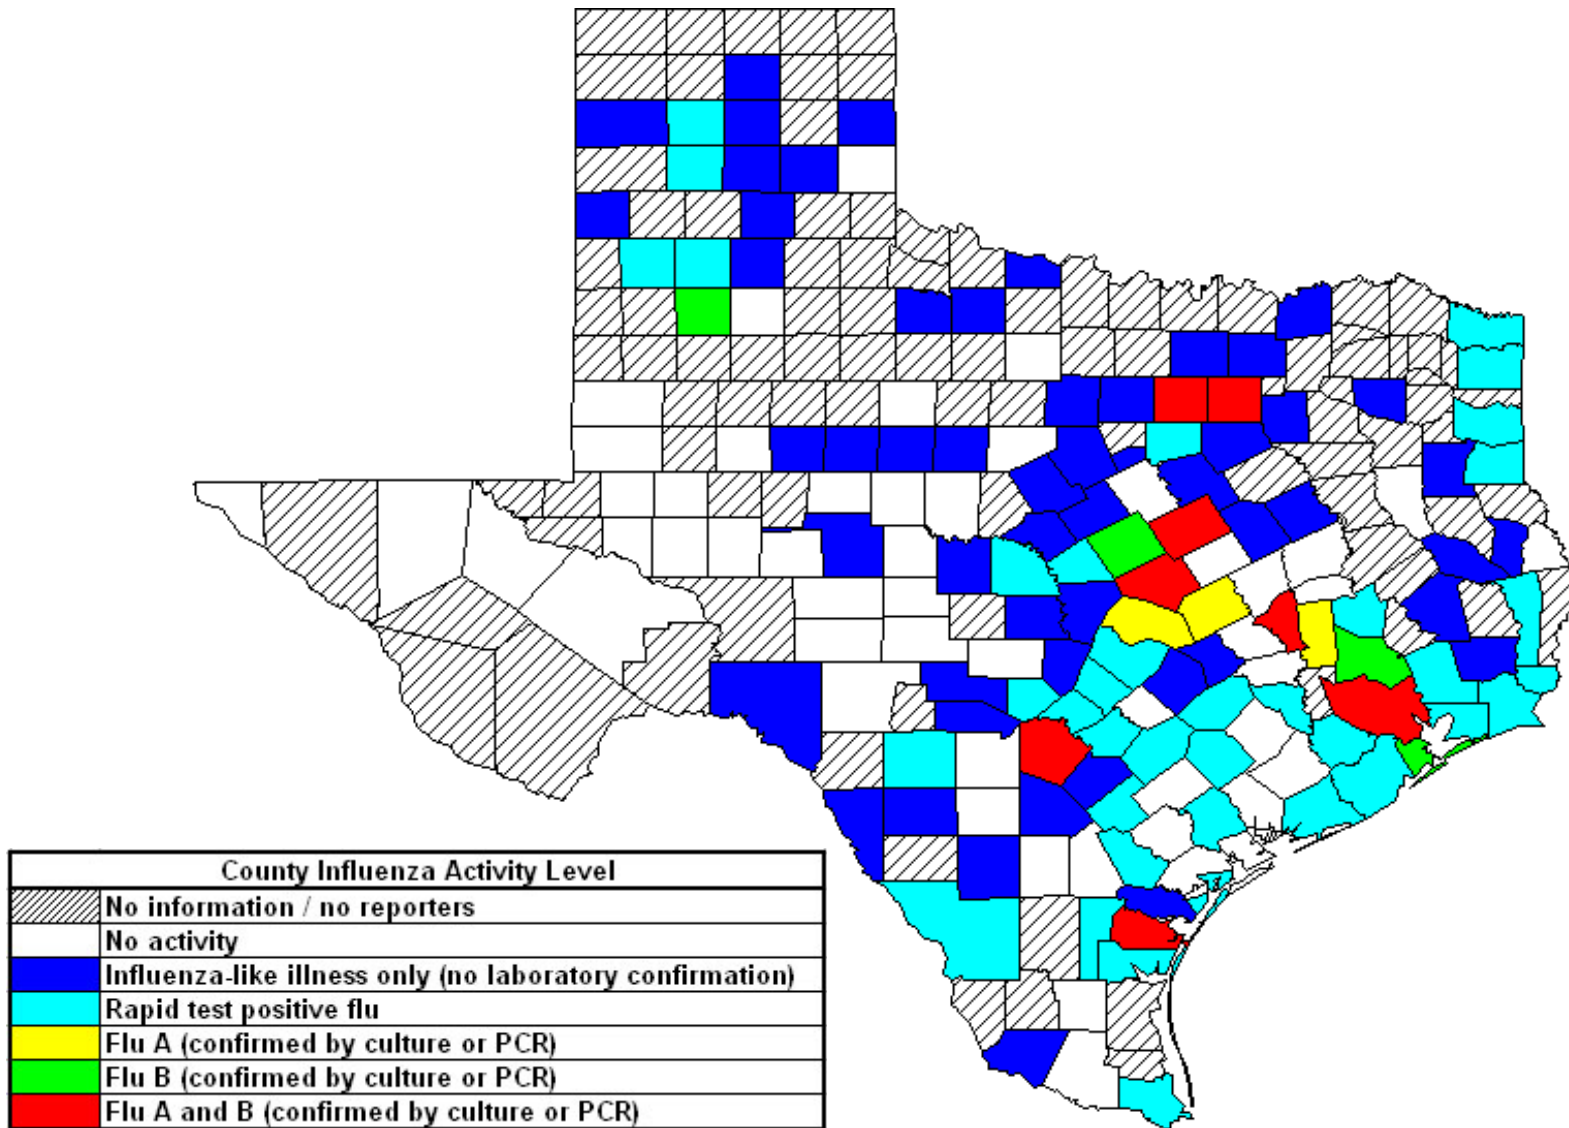 County Influenza Activity Level
No information / no reporters
No activity
Influenza-like illness only (no laboratory confirmation)
Rapid test positive flu
Flu A (confirmed by culture or PCR)
Flu B (confirmed by culture or PCR)
Flu A and B (confirmed by culture or PCR)